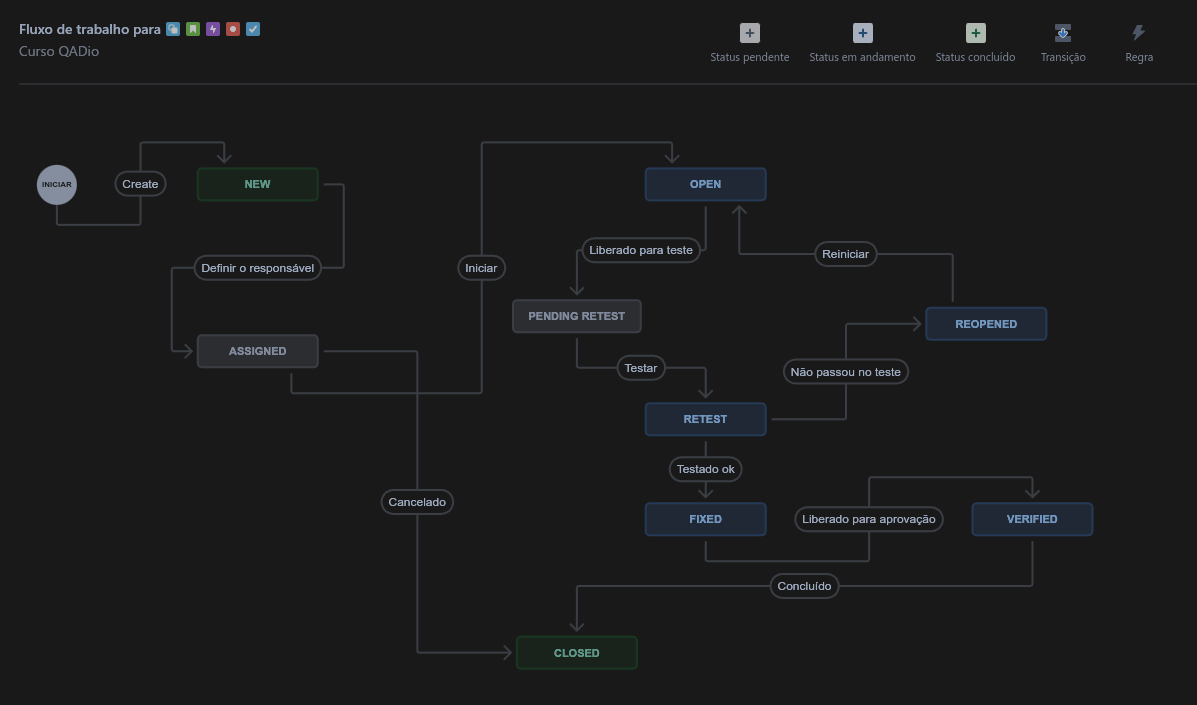 Fluxo de trabalho para
Curso QADio
Status pendente
Status em andamento
Status concluído
Transição
Regra
INICIAR
Create
NEW
OPEN
Liberado para teste
Reiniciar
Definir o responsável
Iniciar
PENDING RETEST
REOPENED
ASSIGNED
Testar
Não passou no teste
RETEST
Testado ok
Cancelado
FIXED
Liberado para aprovação
VERIFIED
Concluído
CLOSED